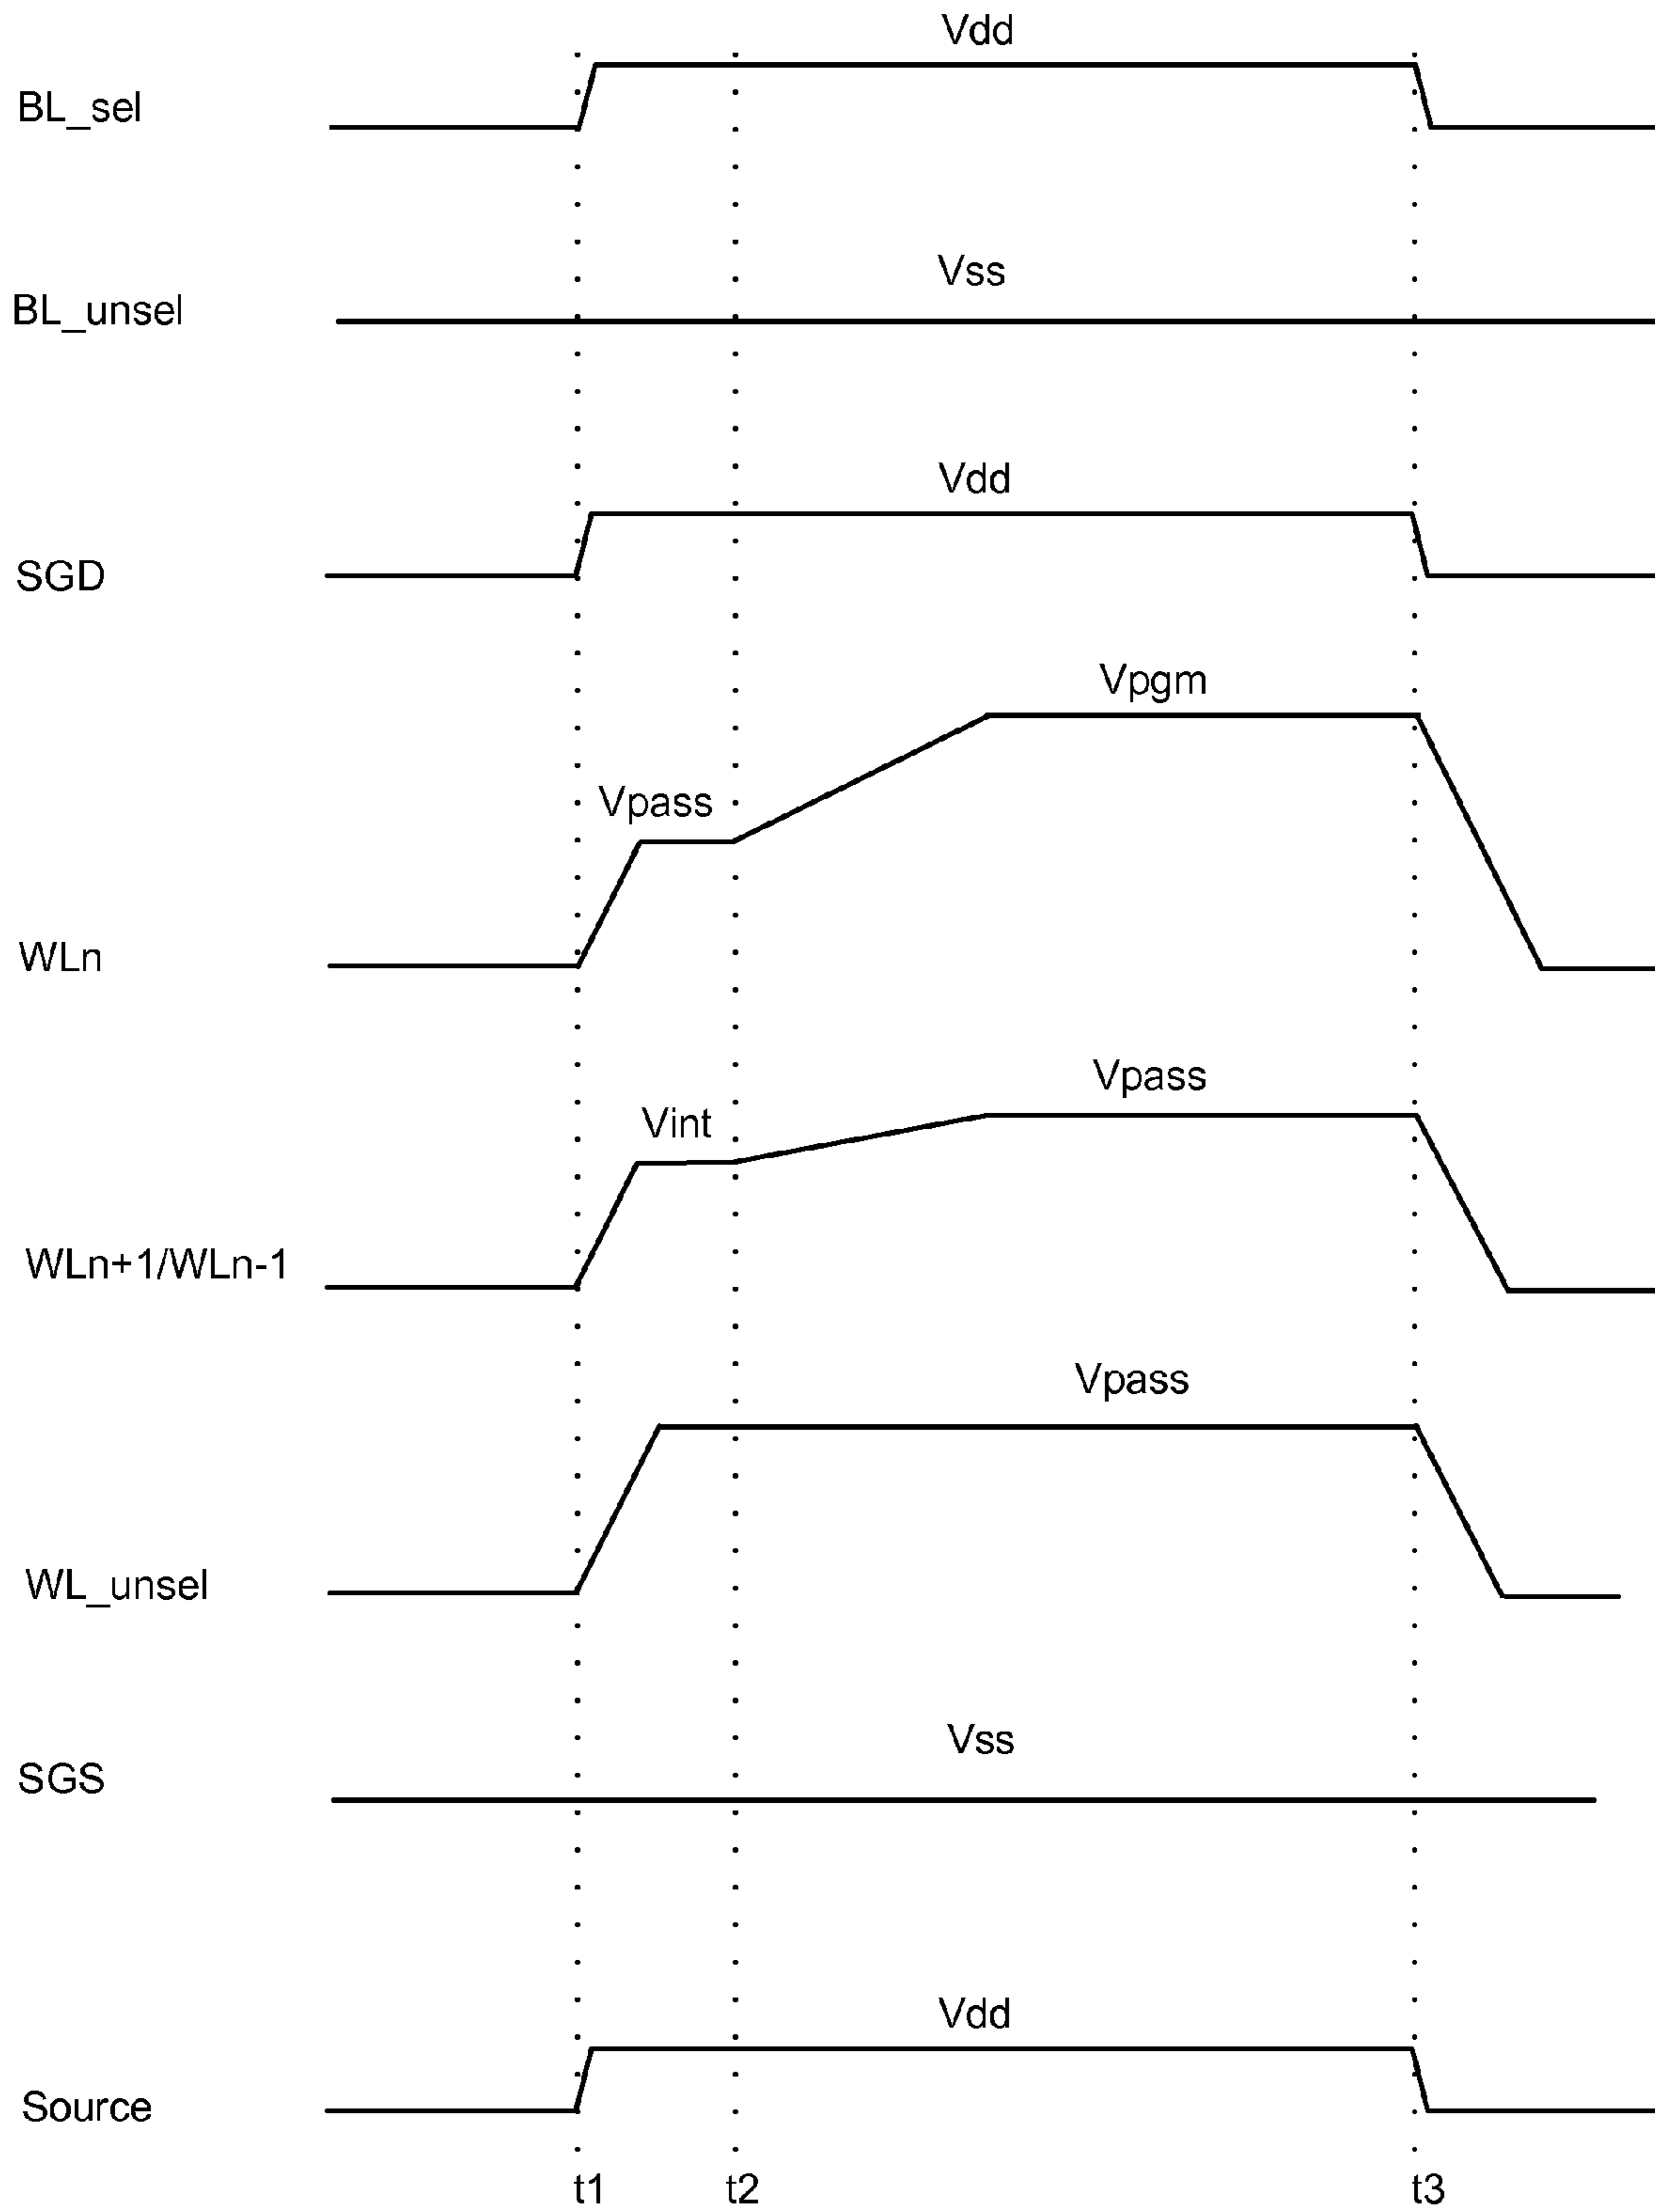 Vdd
BL_sel
Vss
BL_unsel
Vdd
SGD
Vpgm
Vpass
WLn
Vpass
Vint
WLn+1/WLn-1
Vpass
WL_unsel
Vss
SGS
Vdd
Source
t1 t2 t3